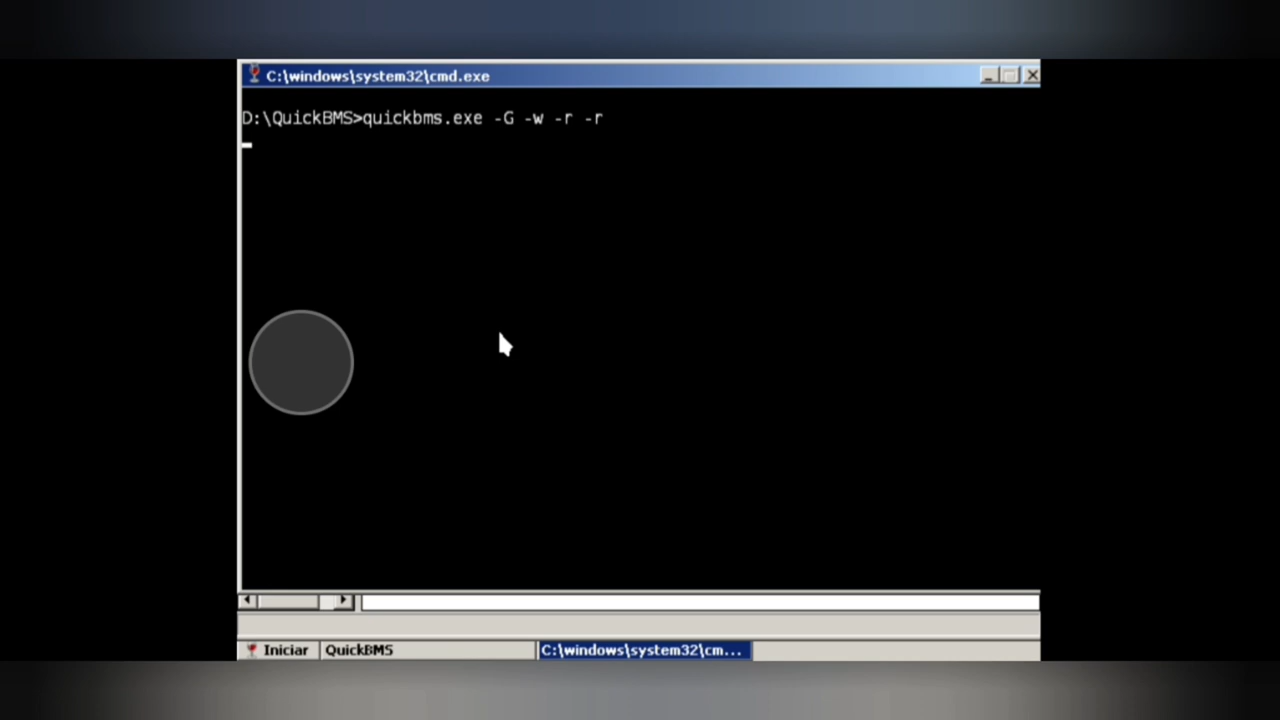 C:\windows\system32\cmd.exe
D:\QuickBMS>quickbms.exe -G -w -r -r
Iniciar
QuickBMS
C:\windows\system32\cm...